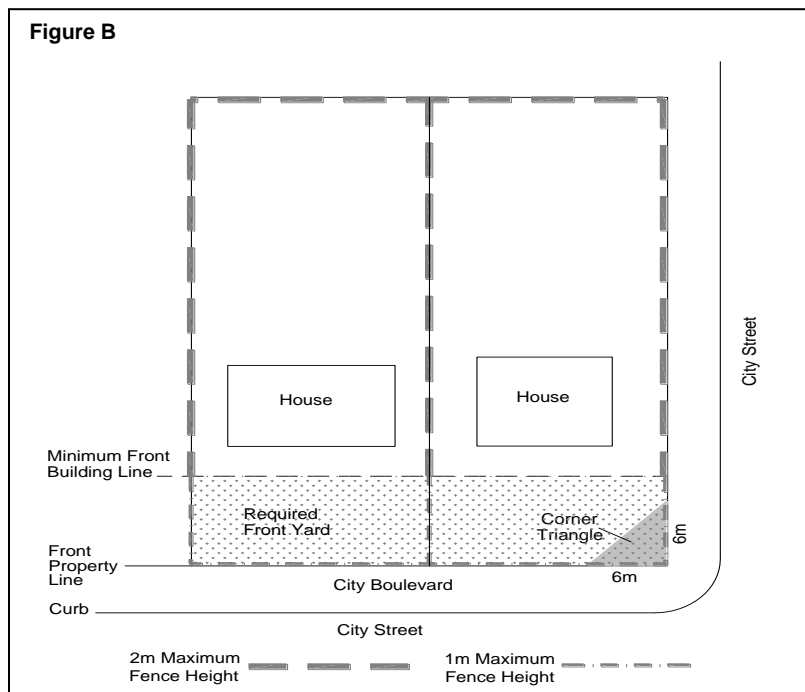 Figure B
City Street
House
House
Minimum Front
Building Line
Required
Front Yard
Corner
Triangle
6m
Front
Property
Line
6m
City Boulevard
Curb
City Street
2m Maximum
Fence Height
1m Maximum
Fence Height